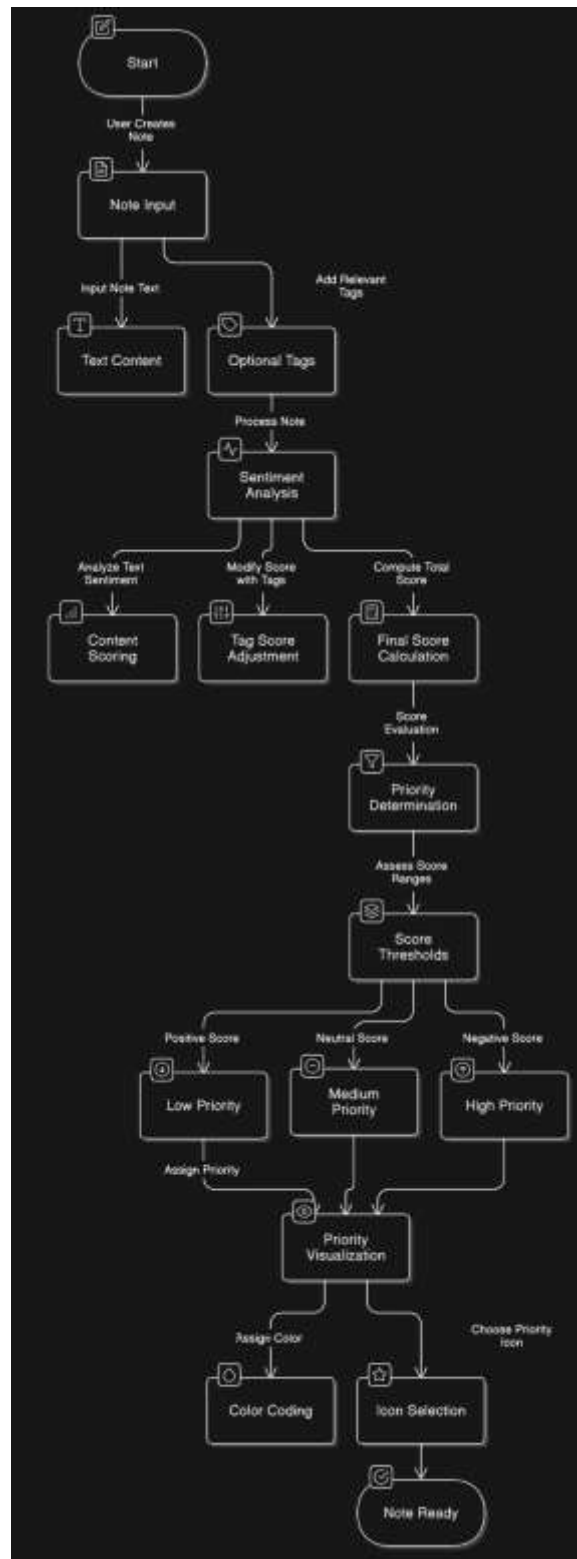 Start
User Creates
Note
Note Input
Input Note Text
Add Relevant
Tags
Text Content
Optional Tags
Process Note
Sentiment
Analysis
Analyze Text
Sentiment
Modify Score
with Tags
Compute Total
Score
Content
Scoring
Tag Score
Adjustment
Final Score
Calculation
Score
Evaluation
Priority
Determination
Assess Score
Ranges
Score
Thresholds
Positive Score
Neutral Score
Negative Score
Low Priority
Medium
Priority
High Priority
Assign Priority
Priority
Visualization
Assign Color
Choose Priority
Icon
Color Coding
Icon Selection
Note Ready